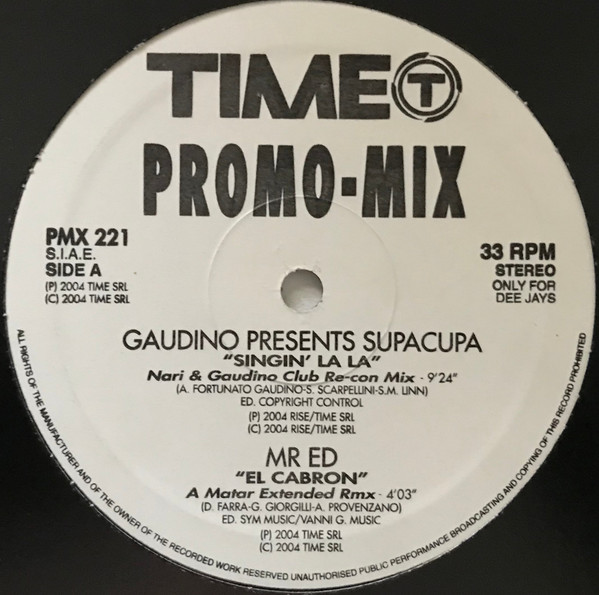 TIME T
PROMO-MIX
PMX 221
S.I.A.E.
SIDE A
(P) 2004 TIME SRL
(C) 2004 TIME SRL
33 RPM
STEREO
ONLY FOR
DEE JAYS
GAUDINO PRESENTS SUPACUPA
"SINGIN' LA LA"
Nari & Gaudino Club Re-con Mix - 9'24"
(A. FORTUNATO GAUDINO-S. SCARPELLINI-S.M. LINN)
ED. COPYRIGHT CONTROL
(P) 2004 RISE/TIME SRL
(C) 2004 RISE/TIME SRL
MR ED
"EL CABRON"
A Matar Extended Rmx - 4'03"
(D. FARRA-G. GIORGILLI-A. PROVENZANO)
ED. SYM MUSIC/VANNI G. MUSIC
(P) 2004 TIME SRL
(C) 2004 TIME SRL
ALL RIGHTS OF THE MANUFACTURER AND OF THE OWNER OF THE RECORDED WORK RESERVED. UNAUTHORISED PUBLIC PERFORMANCE BROADCASTING AND COPYING OF THIS RECORD PROHIBITED